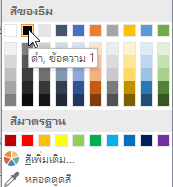 สีของธีม
ดำ, ข้อความ 1
สีมาตรฐาน
สีเพิ่มเติม...
หลอดดูดสี